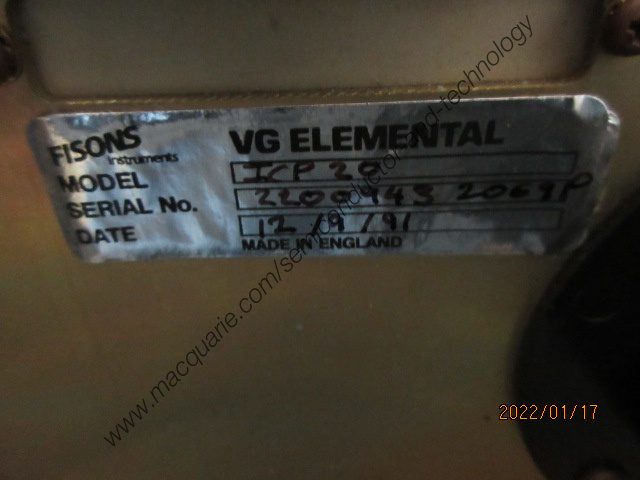 FISONS
Instruments
VG ELEMENTAL
MODEL ICP 20
SERIAL No. 2069P
DATE 12/9/91
MADE IN ENGLAND
www.macquarie.com/semiconductor-and-technology
2022/01/17